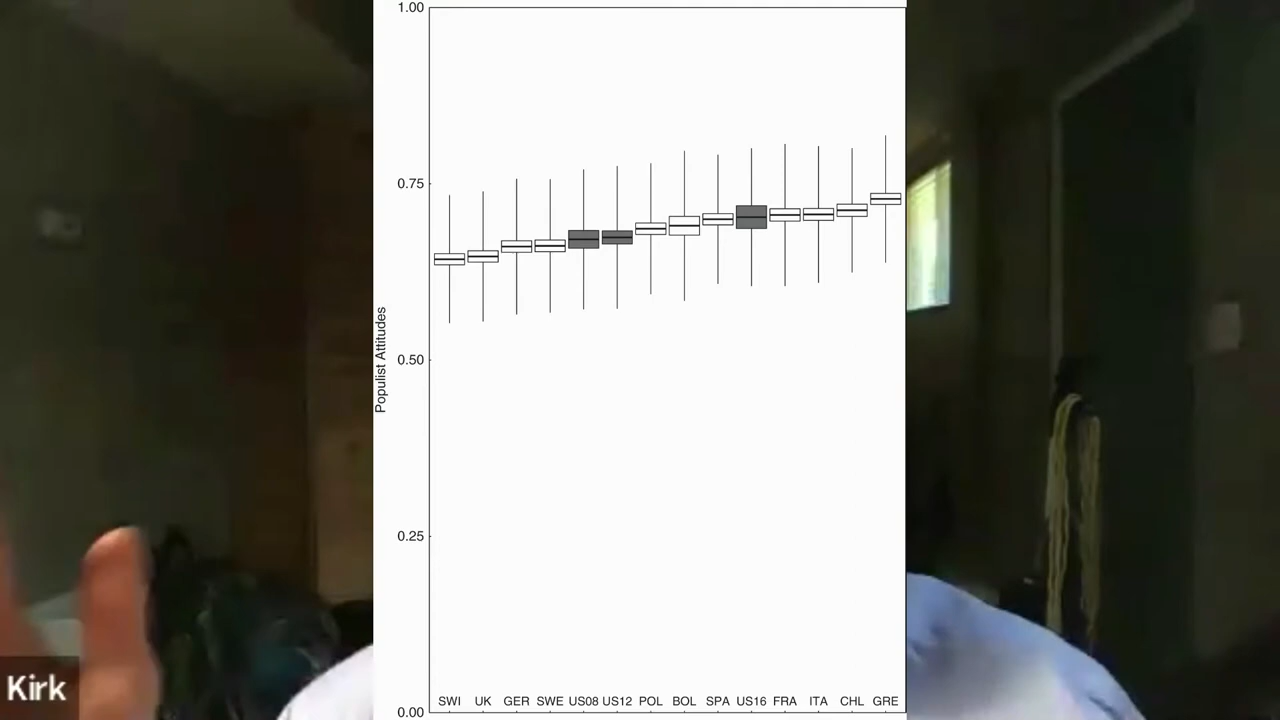 1.00
0.75
0.50
0.25
0.00
Populist Attitudes
SWI UK GER SWE US08 US12 POL BOL SPA US16 FRA ITA CHL GRE
Kirk